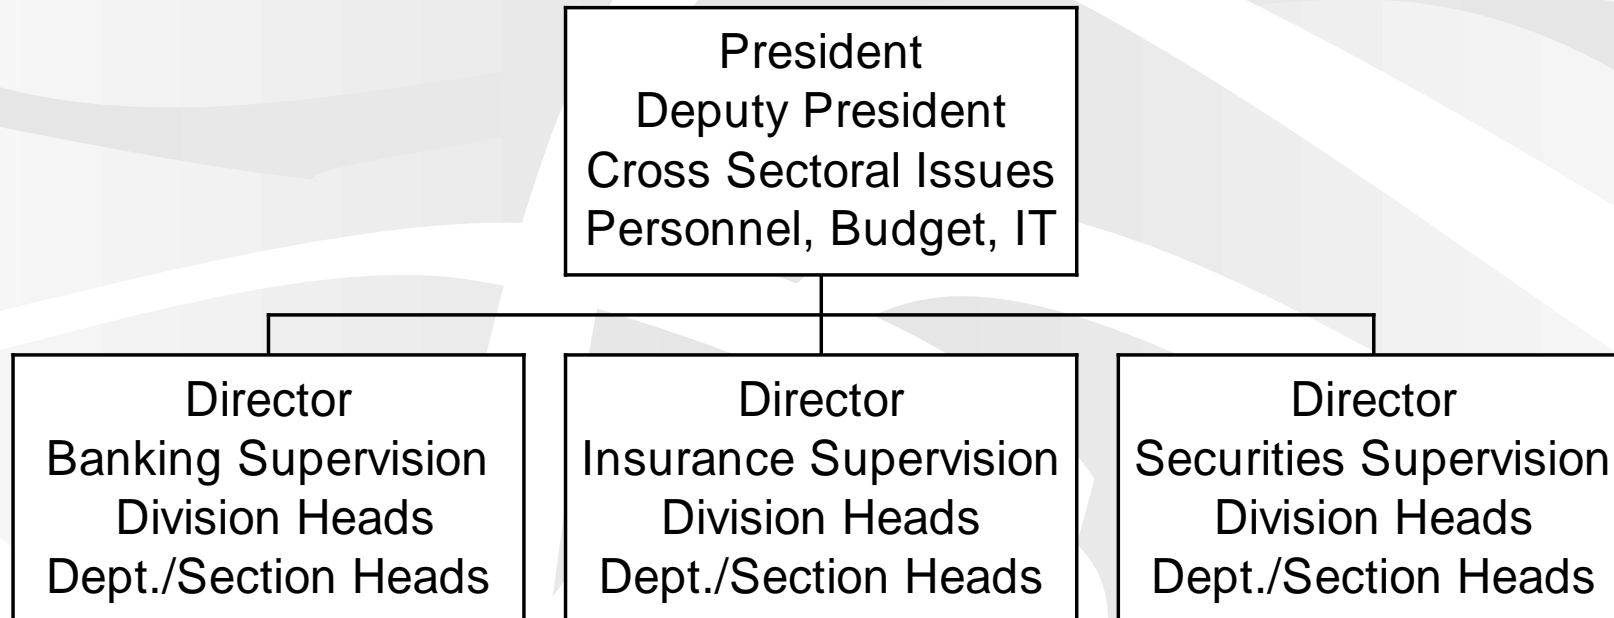 President
Deputy President
Cross Sectoral Issues
Personnel, Budget, IT
Director
Banking Supervision
Division Heads
Dept./Section Heads
Director
Insurance Supervision
Division Heads
Dept./Section Heads
Director
Securities Supervision
Division Heads
Dept./Section Heads